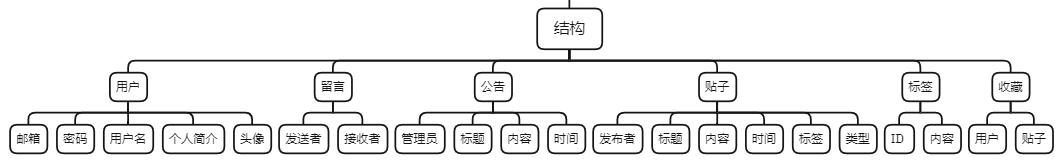 结构
用户 留言 公告 贴子 标签 收藏
邮箱 密码 用户名 个人简介 头像 发送者 接收者 管理员 标题 内容 时间 发布者 标题 内容 时间 标签 类型 ID 内容 用户 贴子